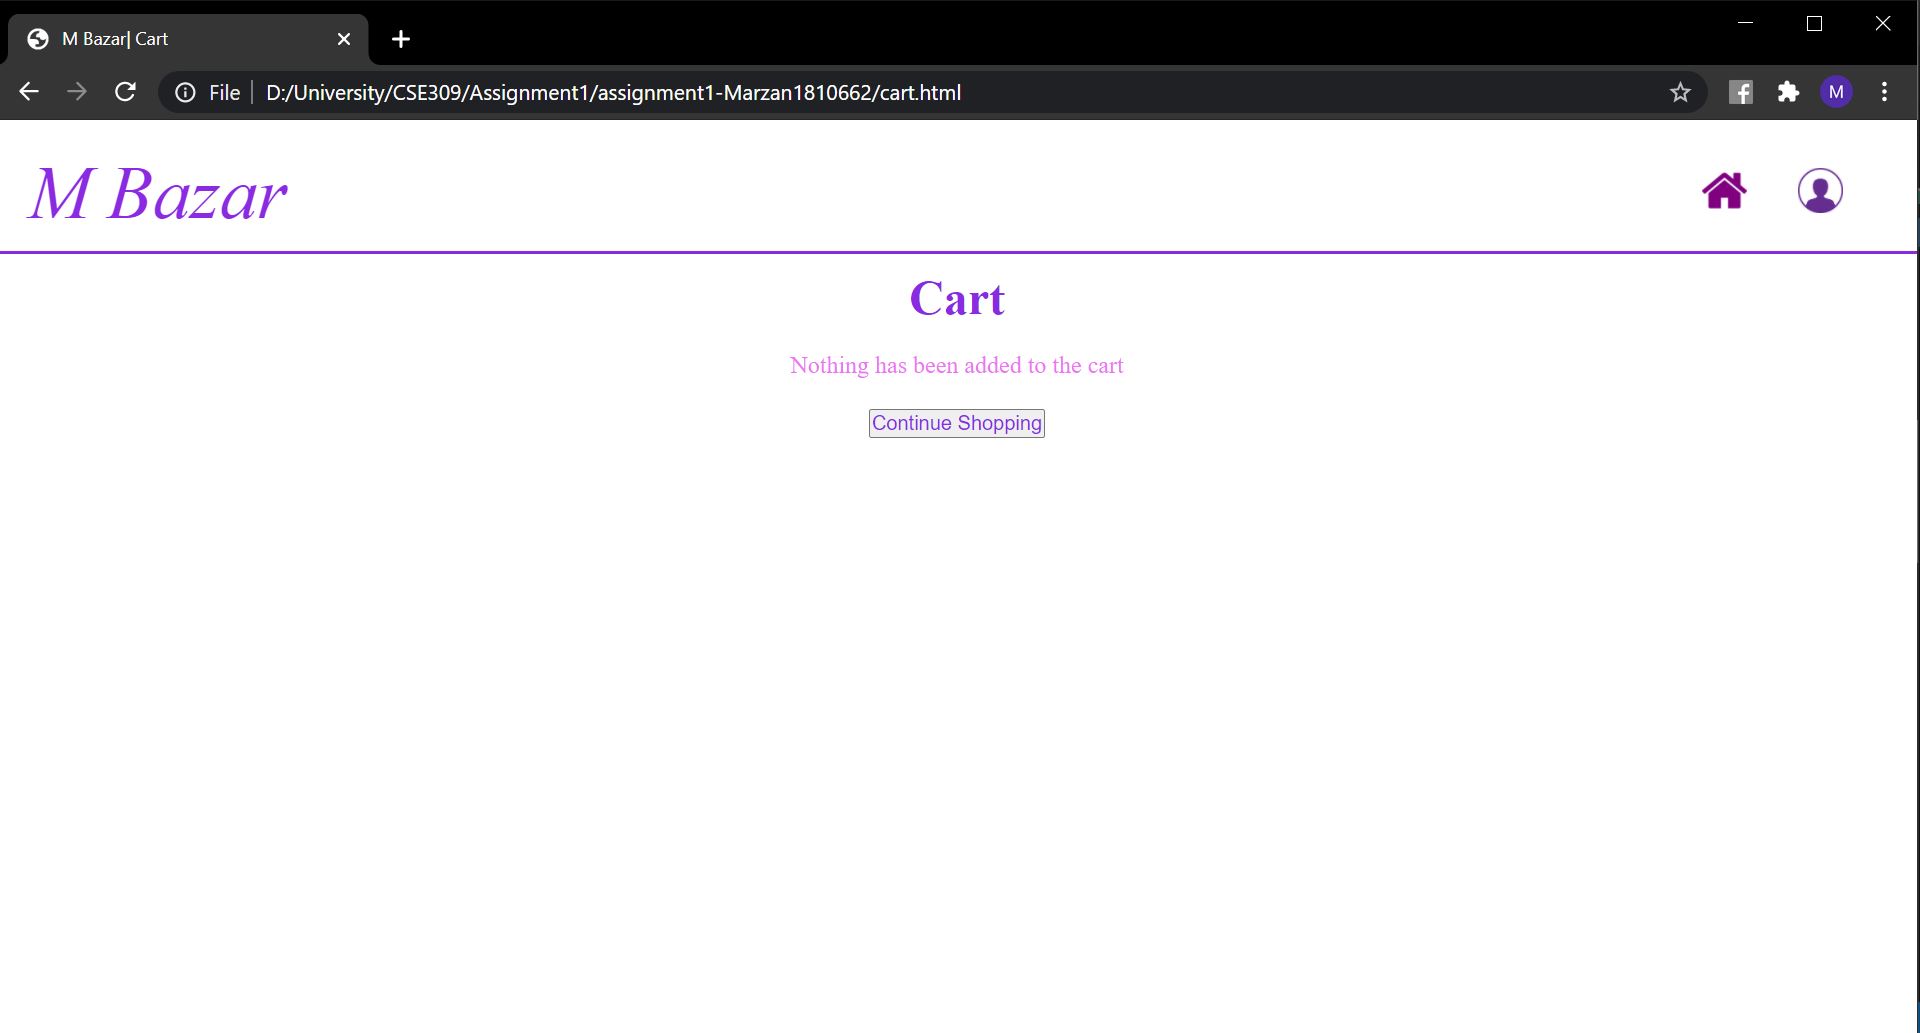 M Bazar| Cart
File | D:/University/CSE309/Assignment1/assignment1-Marzan1810662/cart.html
M
M Bazar
Cart
Nothing has been added to the cart
Continue Shopping